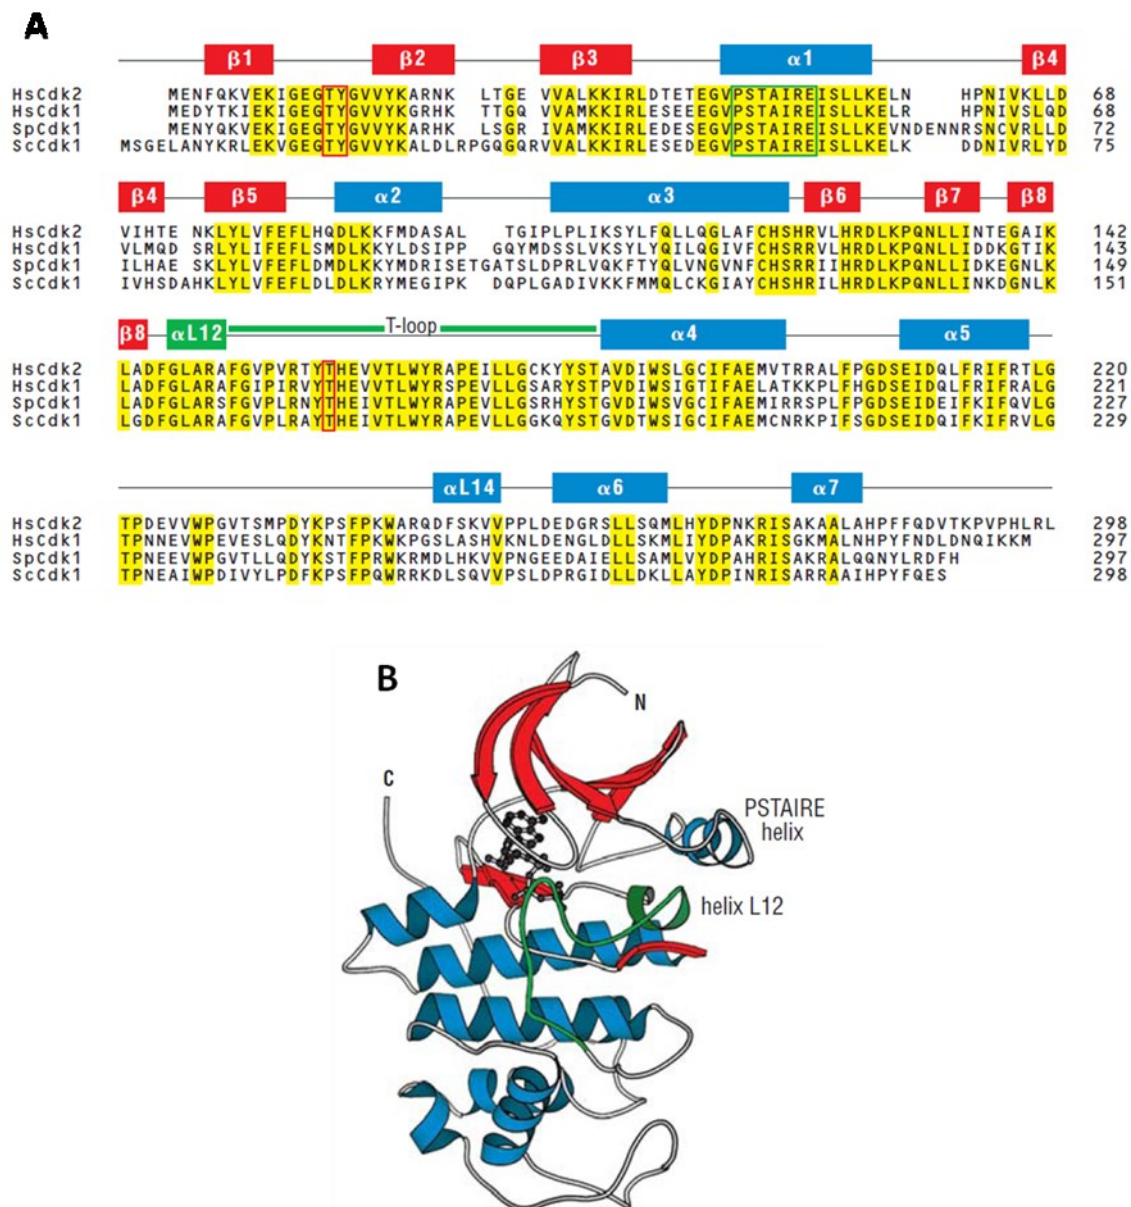 A
β1 β2 β3 α1 β4
HsCdk2 MENFQKVEKIGEGTYGVVYKARNK LTGE VVALKKIRLDTETEGVPSTAIREISLLKELN HPNIVKLLD 68
HsCdk1 MEDYTKIEKIGEGTYGVVYKGRHK TTGQ VVAMKKIRLESEEEGVPSTAIREISLLKELR HPNIVSLQD 68
SpCdk1 MENYQKVEKIGEGTYGVVYKARHK LSGR IVAMKKIRLEDESEGVPSTAIREISLLKEVNDENNRSNCVRLLD 72
ScCdk1 MSGELANYKRLEKVGEGTYGVVYKALDLRPGQGQRVVALKKIRLESEDEGVPSTAIREISLLKELK DDNIVRLYD 75
β4 β5 α2 α3 β6 β7 β8
HsCdk2 VIHTE NKLYLVFEFLHQDLKKFMDASAL TGIPLPLIKSYLFQLLQGLAFCHSHRVLHRDLKPQNLLINTEGAIK 142
HsCdk1 VLMQD SRLYLIFEFLSMDLKKYLDSIPP GQYMDSSLVKSYLYQILQGIVFCHSRRVLHRDLKPQNLLIDDKGTIK 143
SpCdk1 ILHAE SKLYLVFEFLDMDLKKYMDRISETGATSLDPRLVQKFTYQLVNGVNFCHSRRIIHRDLKPQNLLIDKEGNLK 149
ScCdk1 IVHSDAHKLYLVFEFLDLDLKRYMEGIPK DQPLGADIVKKFMMQLCKGIAYCHSHRILHRDLKPQNLLINKDGNLK 151
β8 αL12 T-loop α4 α5
HsCdk2 LADFGLARAFGVPVRTYTHEVVTLWYRAPEILLGCKYYSTAVDIWSLGCIFAEMVTRRALFPGDSEIDQLFRIFRTLG 220
HsCdk1 LADFGLARAFGIPIRVYTHEVVTLWYRSPEVLLGSARYSTPVDIWSIGTIFAELATKKPLFHGDSEIDQLFRIFRALG 221
SpCdk1 LADFGLARSFGVPLRNYTHEIVTLWYRAPEVLLGSRHYSTGVDIWSVGCIFAEMIRRSPLFPGDSEIDEIFKIFQVLG 227
ScCdk1 LGDFGLARAFGVPLRAYTHEIVTLWYRAPEVLLGGKQYSTGVDTWSIGCIFAEMCNRKPIFSGDSEIDQIFKIFRVLG 229
αL14 α6 α7
HsCdk2 TPDEVVWPGVTSMPDYKPSFPKWARQDFSKVVPPLDEDGRSLLSQMLHYDPNKRISAKAALAHPFFQDVTKPVPHLRL 298
HsCdk1 TPNNEVWPEVESLQDYKNTFPKWKPGSLASHVKNLDENGLDLLSKMLIYDPAKRISGKMALNHPYFNDLDNQIKKM 297
SpCdk1 TPNEEVWPGVTLLQDYKSTFPRWKRMDLHKVVPNGEEDAIELLSAMLVYDPAHRISAKRALQQNYLRDFH 297
ScCdk1 TPNEAIWPDIVYLPDFKPSFPQWRRKDLSQVVPSLDPRGIDLLDKLLAYDPINRISARRAAIHPYFQES 298
B
N
C
PSTAIRE
helix
helix L12